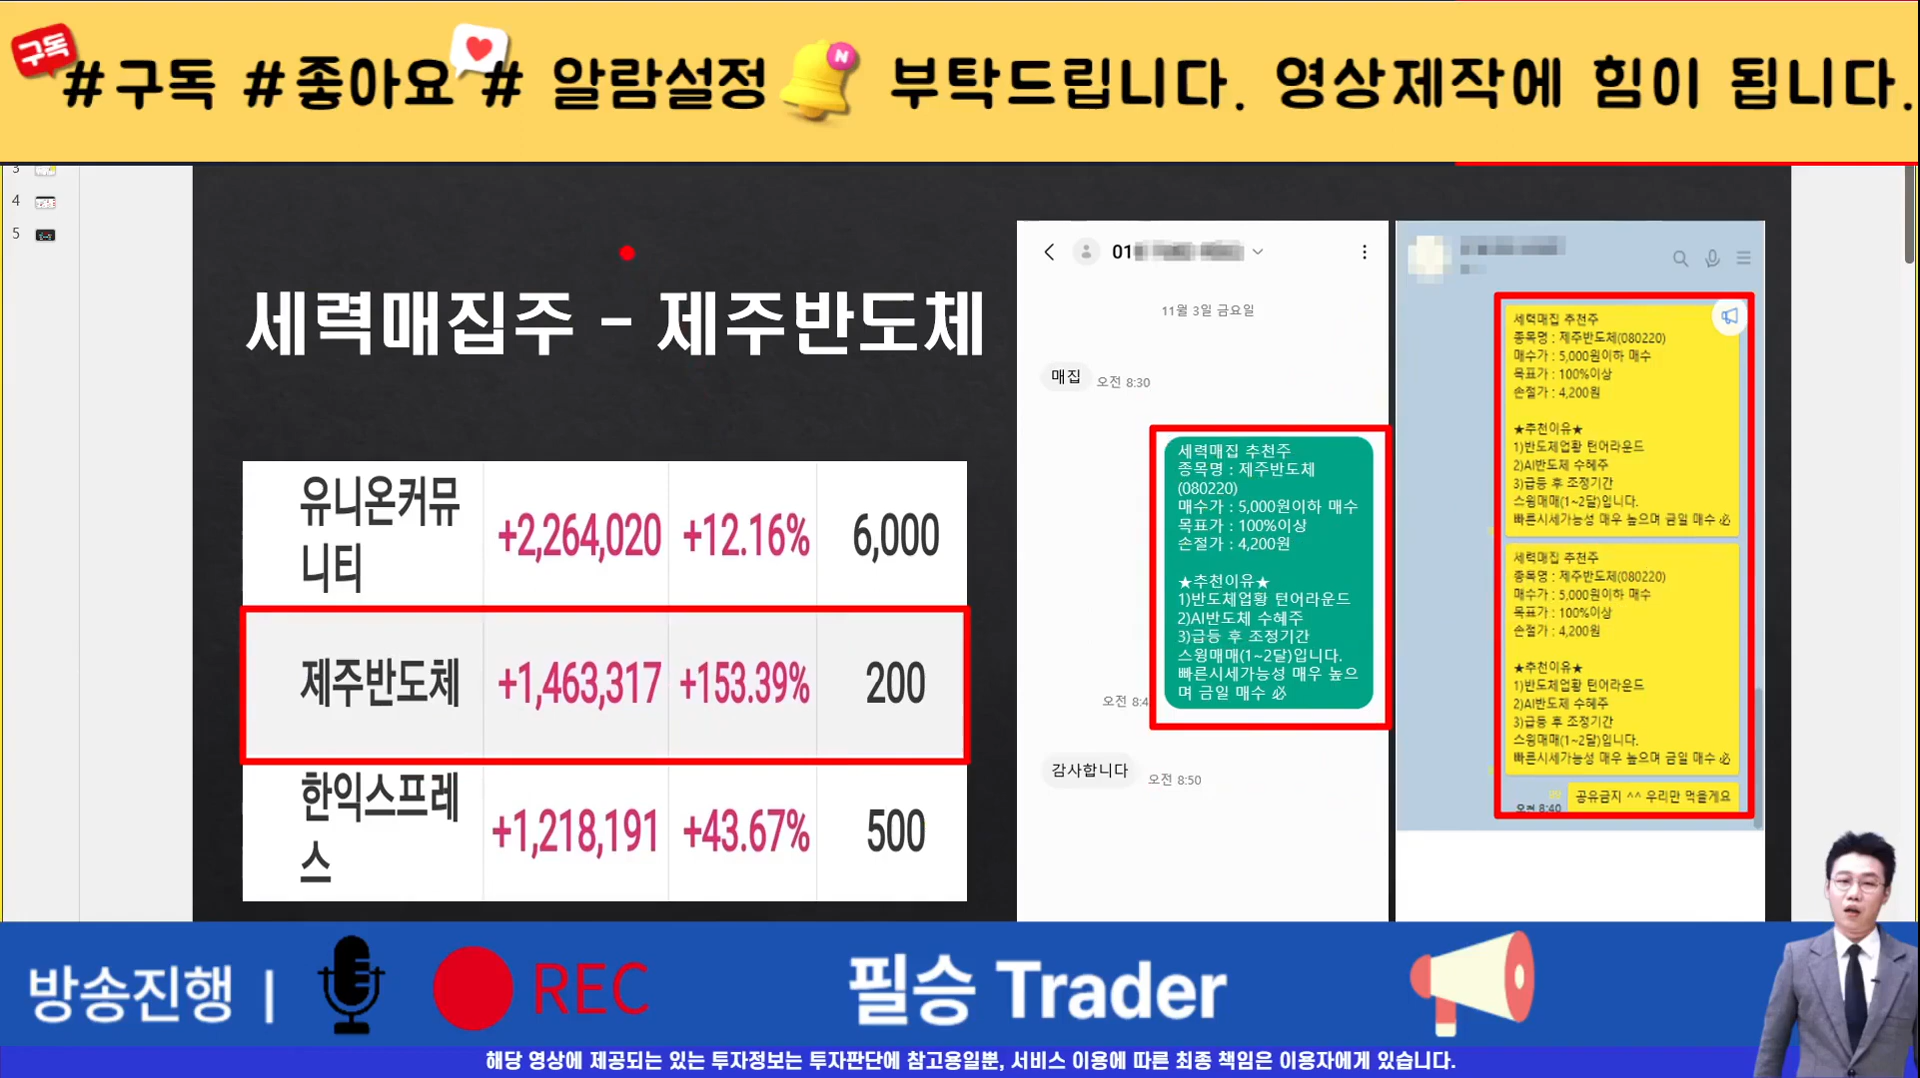 구독
#구독 #좋아요 # 알람설정 N 부탁드립니다. 영상제작에 힘이 됩니다.
3
4
5
세력매집주 - 제주반도체
유니온커뮤니티 +2,264,020 +12.16% 6,000
제주반도체 +1,463,317 +153.39% 200
한익스프레스 +1,218,191 +43.67% 500
01
11월 3일 금요일
매집 오전 8:30
세력매집 추천주
종목명 : 제주반도체
(080220)
매수가 : 5,000원이하 매수
목표가 : 100%이상
손절가 : 4,200원
★추천이유★
1)반도체업황 턴어라운드
2)AI반도체 수혜주
3)급등 후 조정기간
스윙매매(1~2달)입니다.
빠른시세가능성 매우 높으
며 금일 매수 必
오전 8:4
감사합니다 오전 8:50
세력매집 추천주
종목명 : 제주반도체(080220)
매수가 : 5,000원이하 매수
목표가 : 100%이상
손절가 : 4,200원
★추천이유★
1)반도체업황 턴어라운드
2)AI반도체 수혜주
3)급등 후 조정기간
스윙매매(1~2달)입니다.
빠른시세가능성 매우 높으며 금일 매수 必
세력매집 추천주
종목명 : 제주반도체(080220)
매수가 : 5,000원이하 매수
목표가 : 100%이상
손절가 : 4,200원
★추천이유★
1)반도체업황 턴어라운드
2)AI반도체 수혜주
3)급등 후 조정기간
스윙매매(1~2달)입니다.
빠른시세가능성 매우 높으며 금일 매수 必
오전 8:40 공유금지 ^^ 우리만 먹을게요
방송진행 | REC 필승 Trader
해당 영상에 제공되는 있는 투자정보는 투자판단에 참고용일뿐, 서비스 이용에 따른 최종 책임은 이용자에게 있습니다.